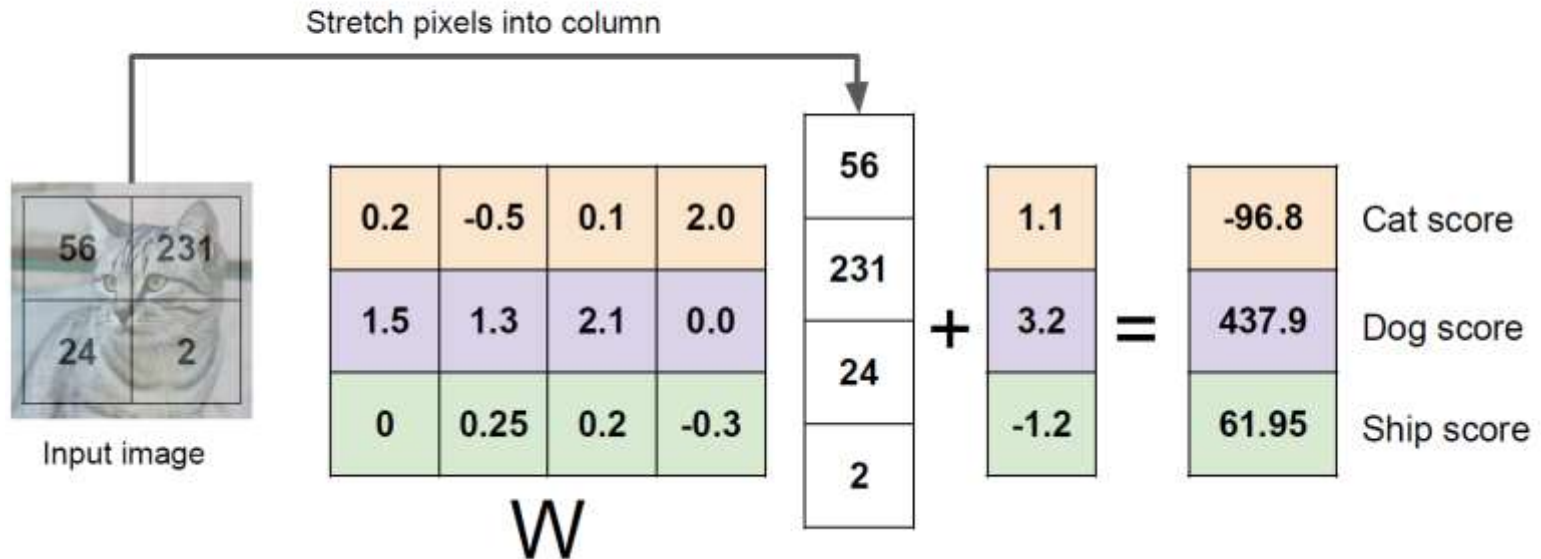 Stretch pixels into column
56 231
24 2
Input image
0.2 -0.5 0.1 2.0
1.5 1.3 2.1 0.0
0 0.25 0.2 -0.3
W
56
231
24
2
+
1.1
3.2
-1.2
=
-96.8 Cat score
437.9 Dog score
61.95 Ship score